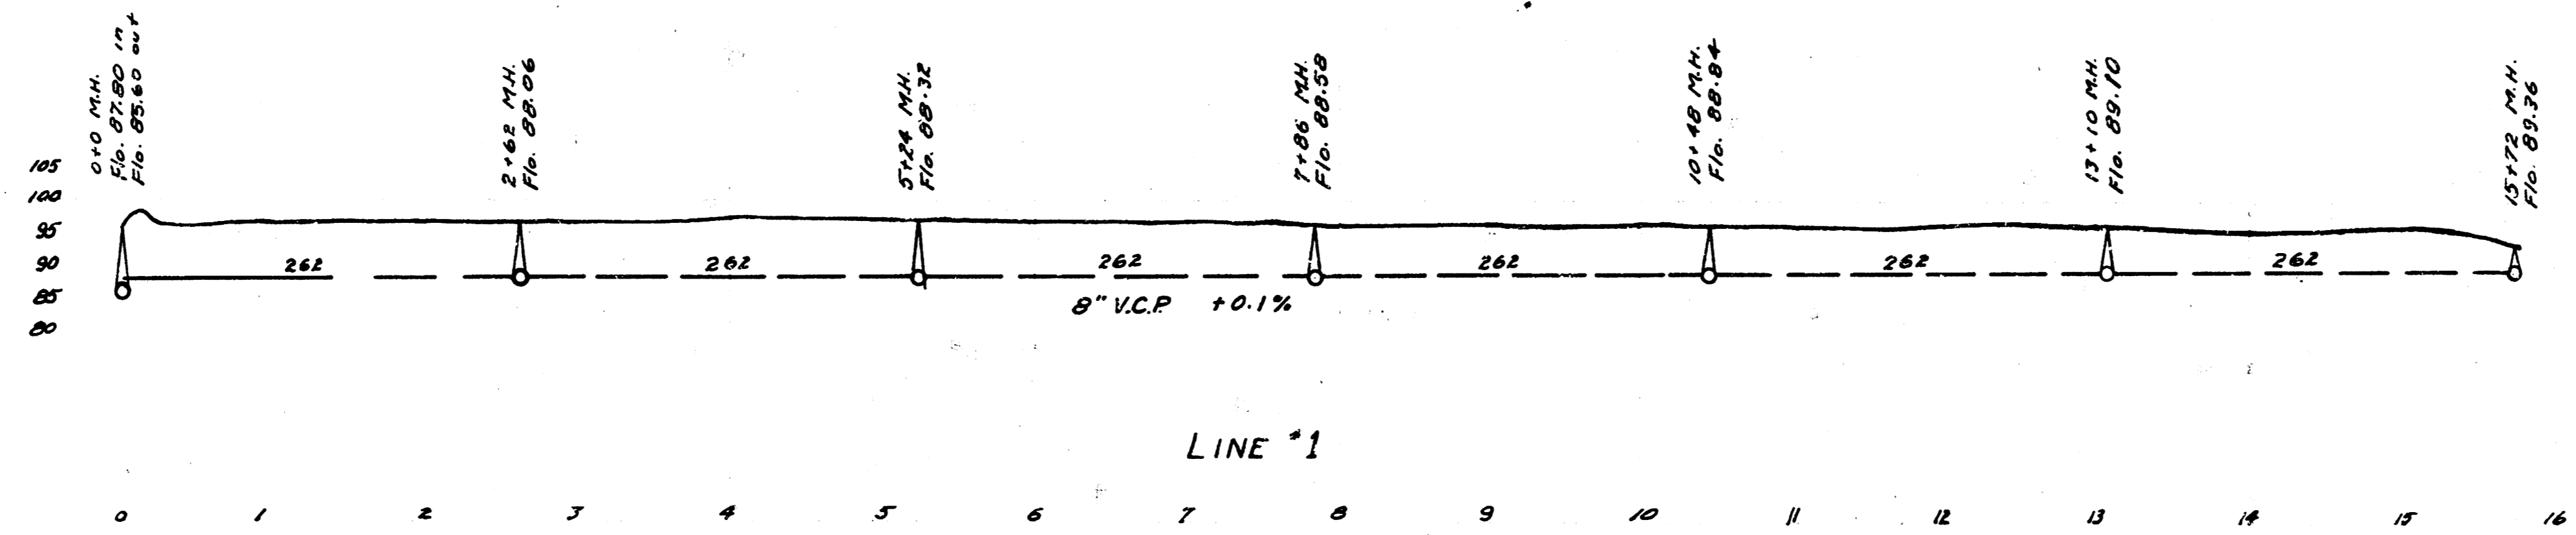 0+0 M.H.
Flo. 87.80 in
Flo. 85.60 out
2+62 M.H.
Flo. 88.06
5+24 M.H.
Flo. 88.32
7+86 M.H.
Flo. 88.58
10+48 M.H.
Flo. 88.84
13+10 M.H.
Flo. 89.10
15+72 M.H.
Flo. 89.36
105
100
95
90
85
80
262 262 262 262 262 262
8" V.C.P. +0.1%
LINE #1
0 1 2 3 4 5 6 7 8 9 10 11 12 13 14 15 16